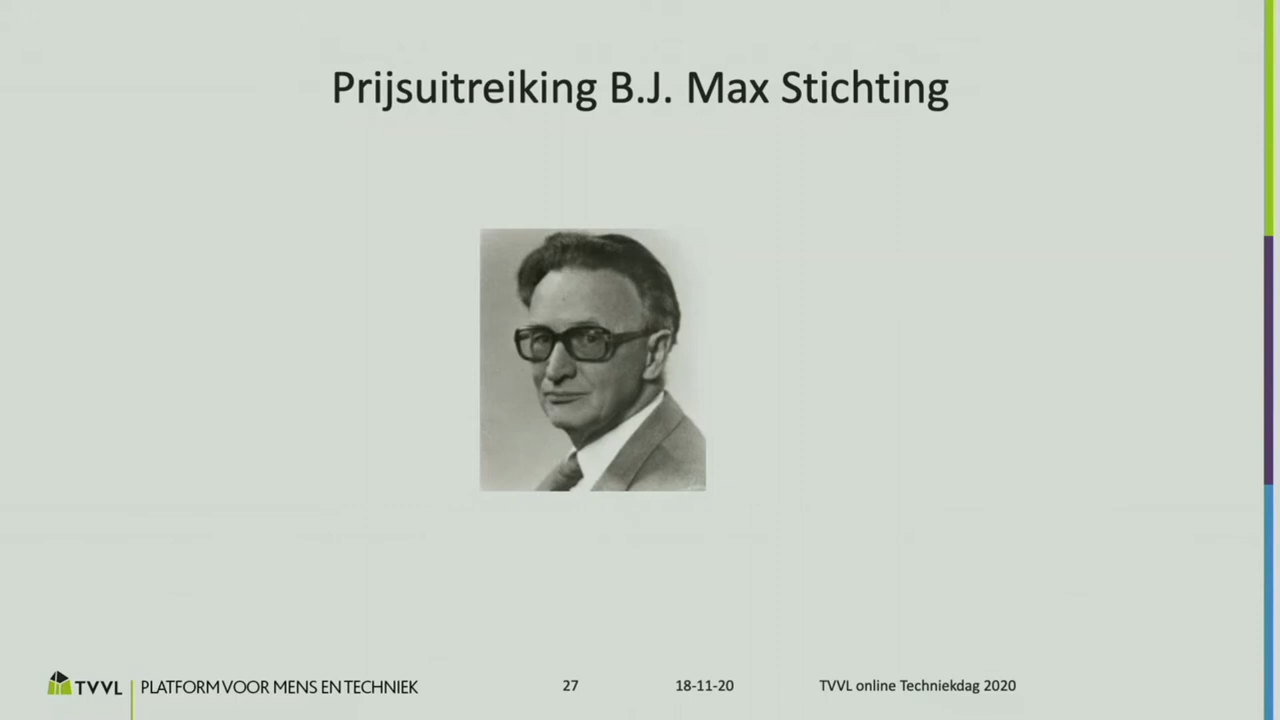 Prijsuitreiking B.J. Max Stichting
TVVL PLATFORM VOOR MENS EN TECHNIEK 27 18-11-20 TVVL online Techniekdag 2020